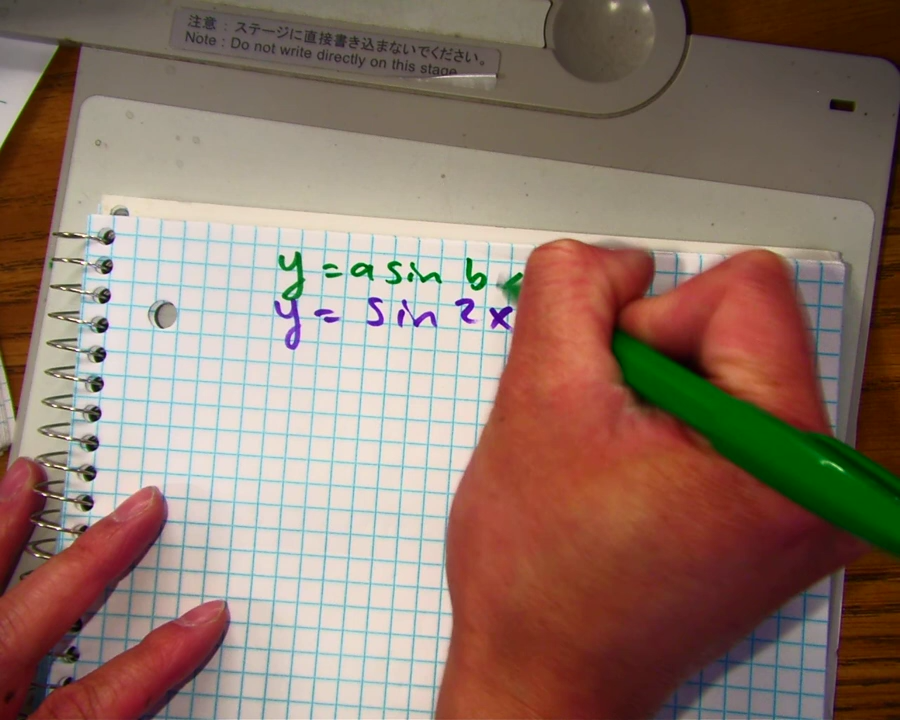 注意：ステージに直接書き込まないでください。
Note : Do not write directly on this stage
y = a sin b
y = sin 2x